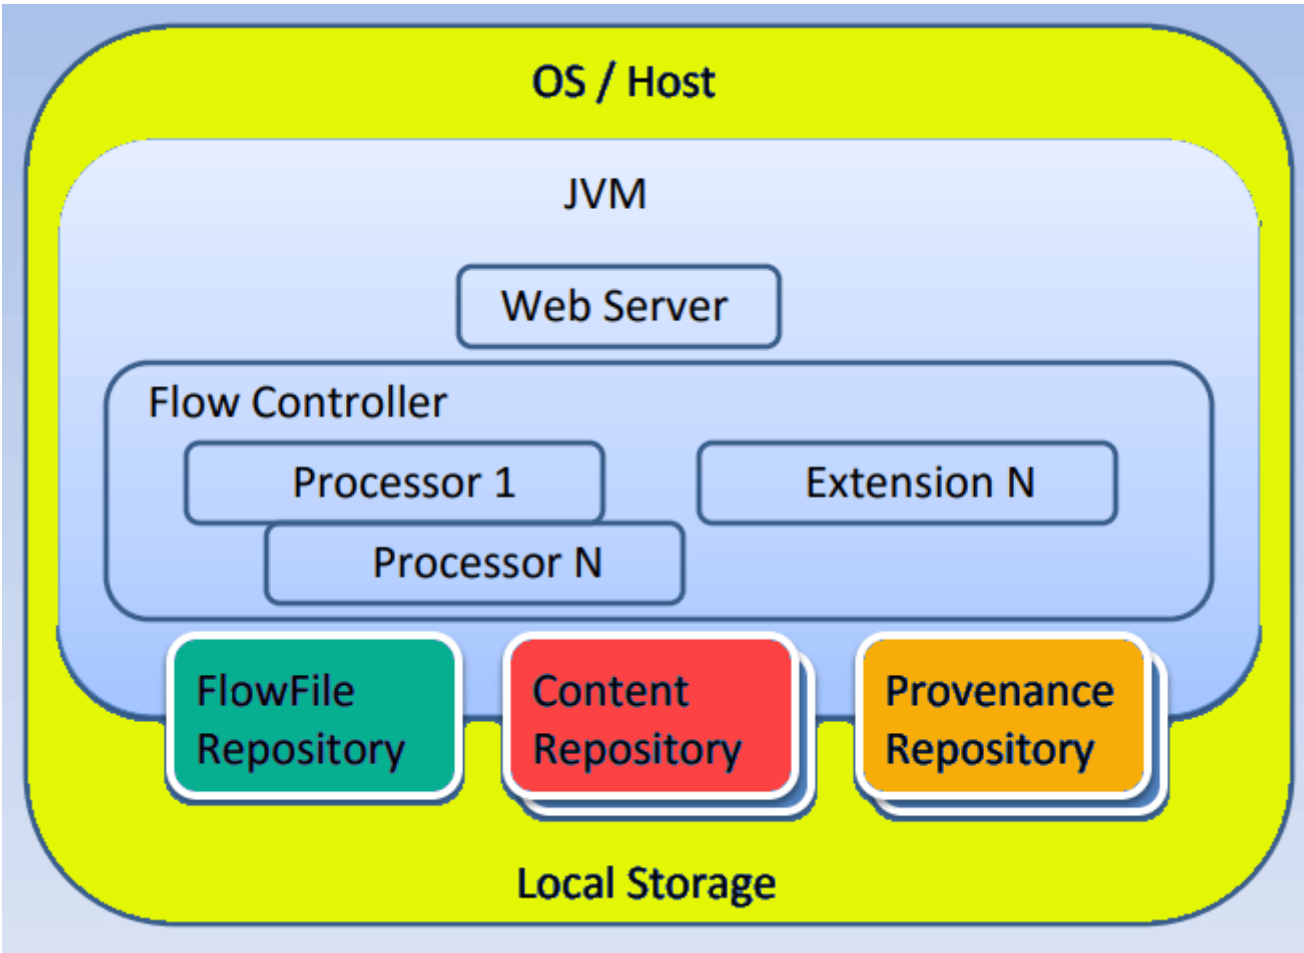 OS / Host
JVM
Web Server
Flow Controller
Processor 1
Extension N
Processor N
FlowFile
Repository
Content
Repository
Provenance
Repository
Local Storage